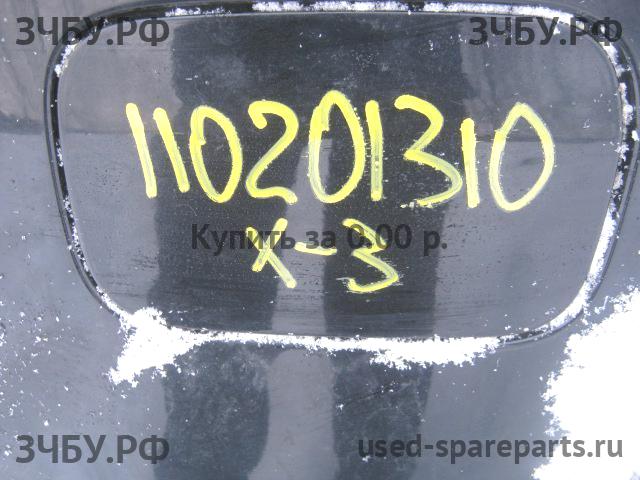 ЗЧБУ.РФ ЗЧБУ.РФ
110201310
Купить за 0.00 р.
x-3
ЗЧБУ.РФ used-spareparts.ru